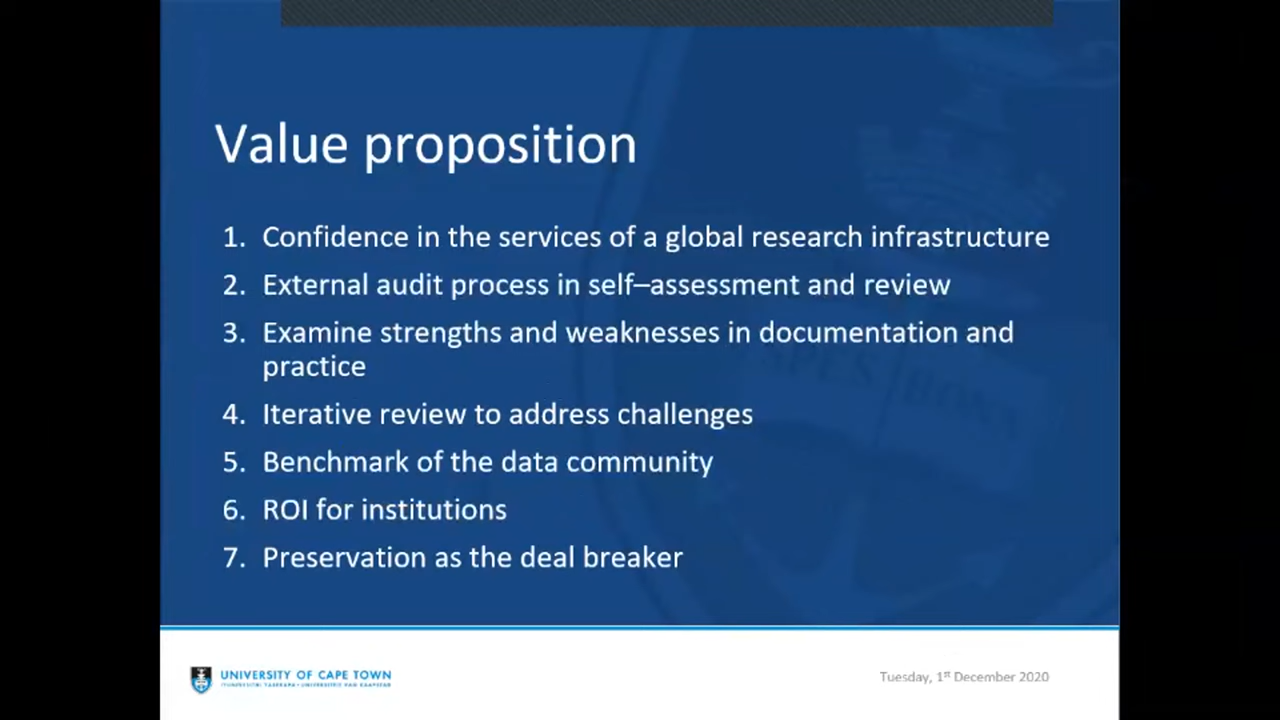 Value proposition
1. Confidence in the services of a global research infrastructure
2. External audit process in self–assessment and review
3. Examine strengths and weaknesses in documentation and
practice
4. Iterative review to address challenges
5. Benchmark of the data community
6. ROI for institutions
7. Preservation as the deal breaker
UNIVERSITY OF CAPE TOWN
Tuesday, 1st December 2020